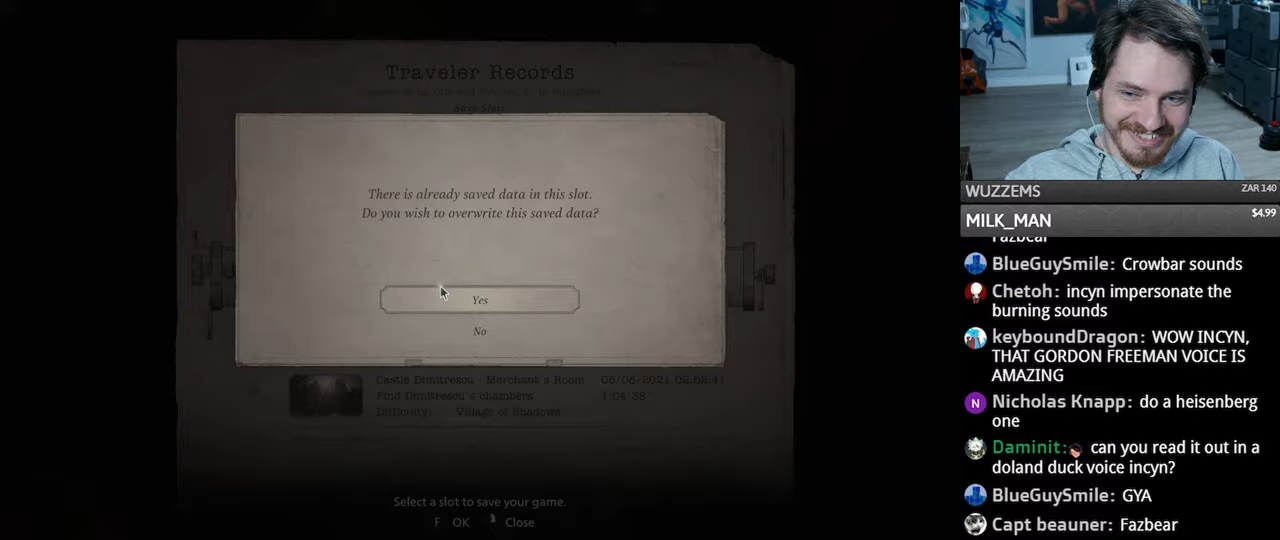 Traveler Records
Save Slots
There is already saved data in this slot.
Do you wish to overwrite this saved data?
Yes
No
Castle Dimitrescu - Merchant's Room
Find Dimitrescu's chambers
Difficulty: Village of Shadows
Select a slot to save your game.
F OK Close
WUZZEMS ZAR 140
MILK_MAN $4.99
Fazbear
BlueGuySmile: Crowbar sounds
Chetoh: incyn impersonate the
burning sounds
keyboundDragon: WOW INCYN,
THAT GORDON FREEMAN VOICE IS
AMAZING
Nicholas Knapp: do a heisenberg
one
Daminit: can you read it out in a
doland duck voice incyn?
BlueGuySmile: GYA
Capt beauner: Fazbear